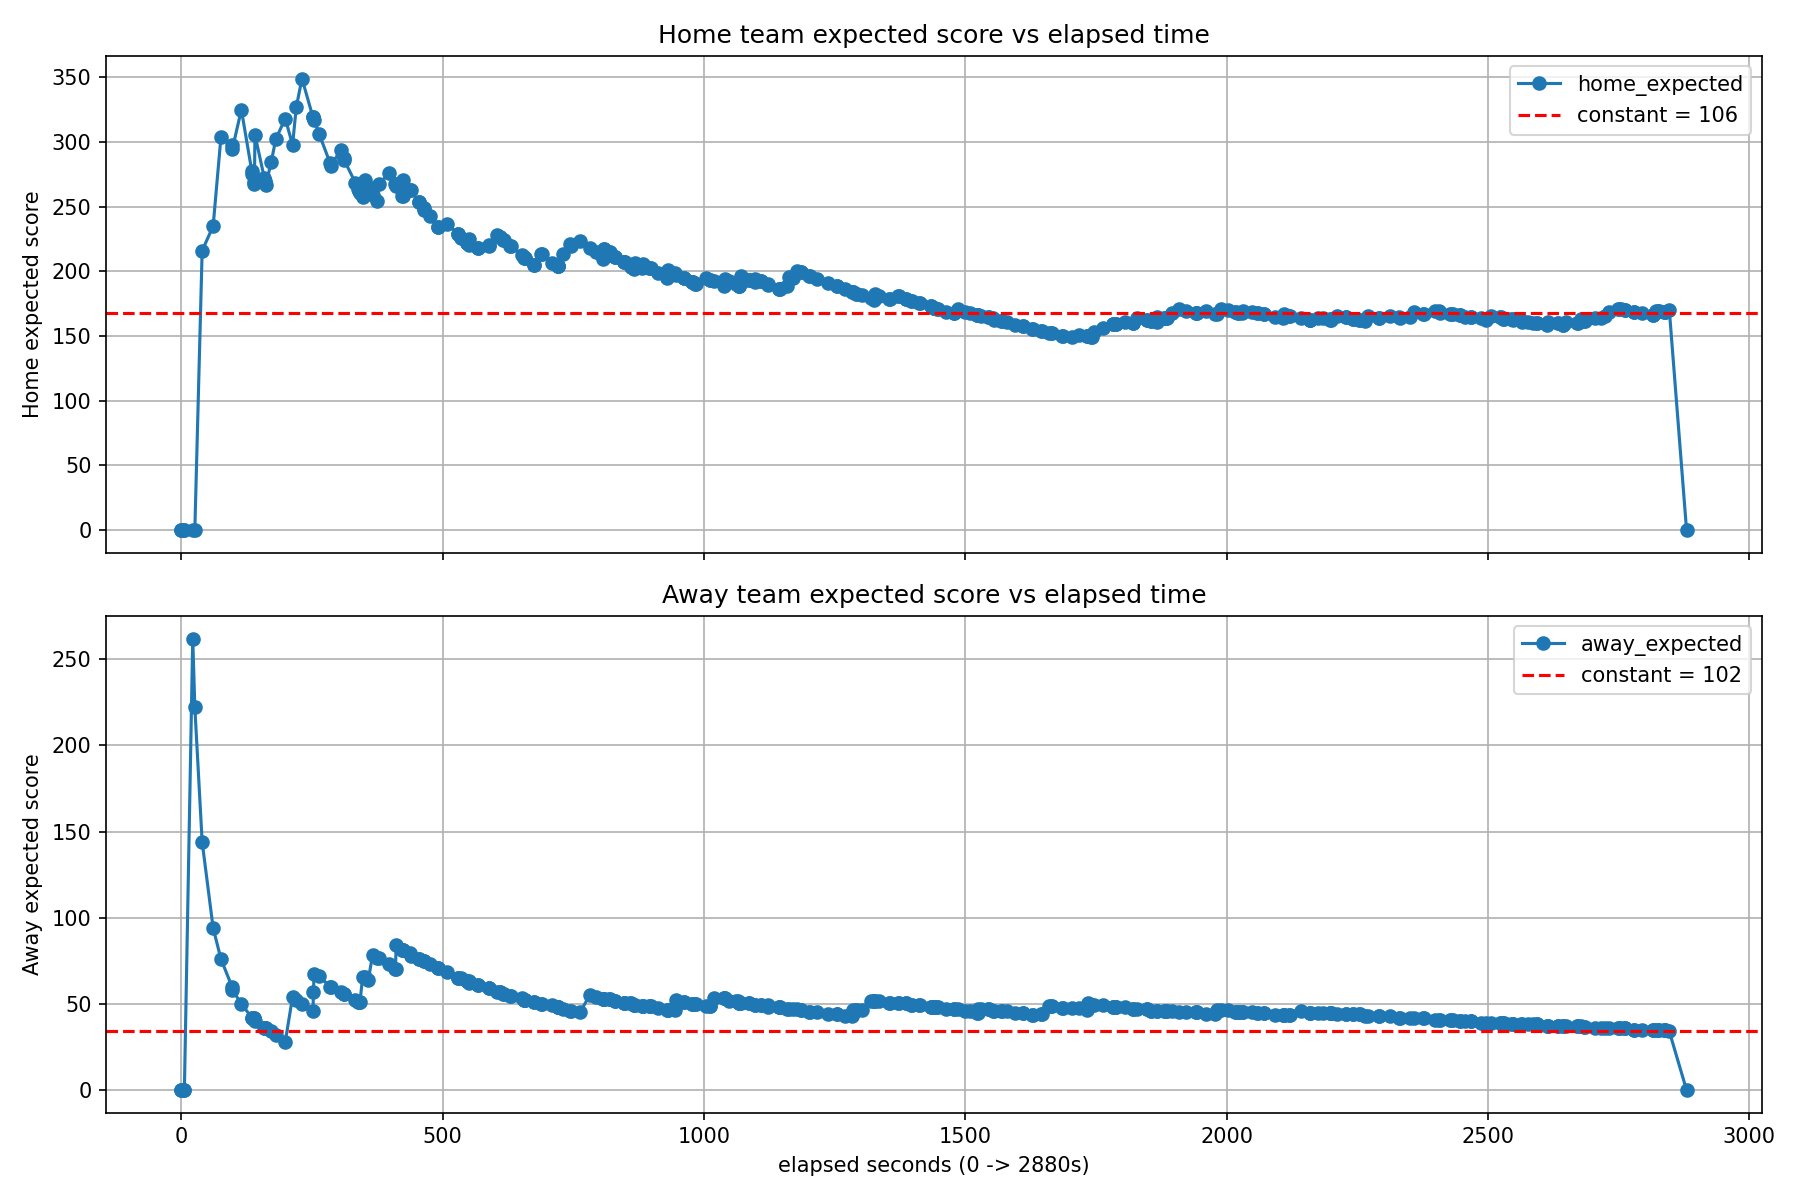 Home team expected score vs elapsed time
home_expected
constant = 106
350
300
250
200
150
100
50
0
Home expected score
Away team expected score vs elapsed time
away_expected
constant = 102
250
200
150
100
50
0
Away expected score
0 500 1000 1500 2000 2500 3000
elapsed seconds (0 -> 2880s)